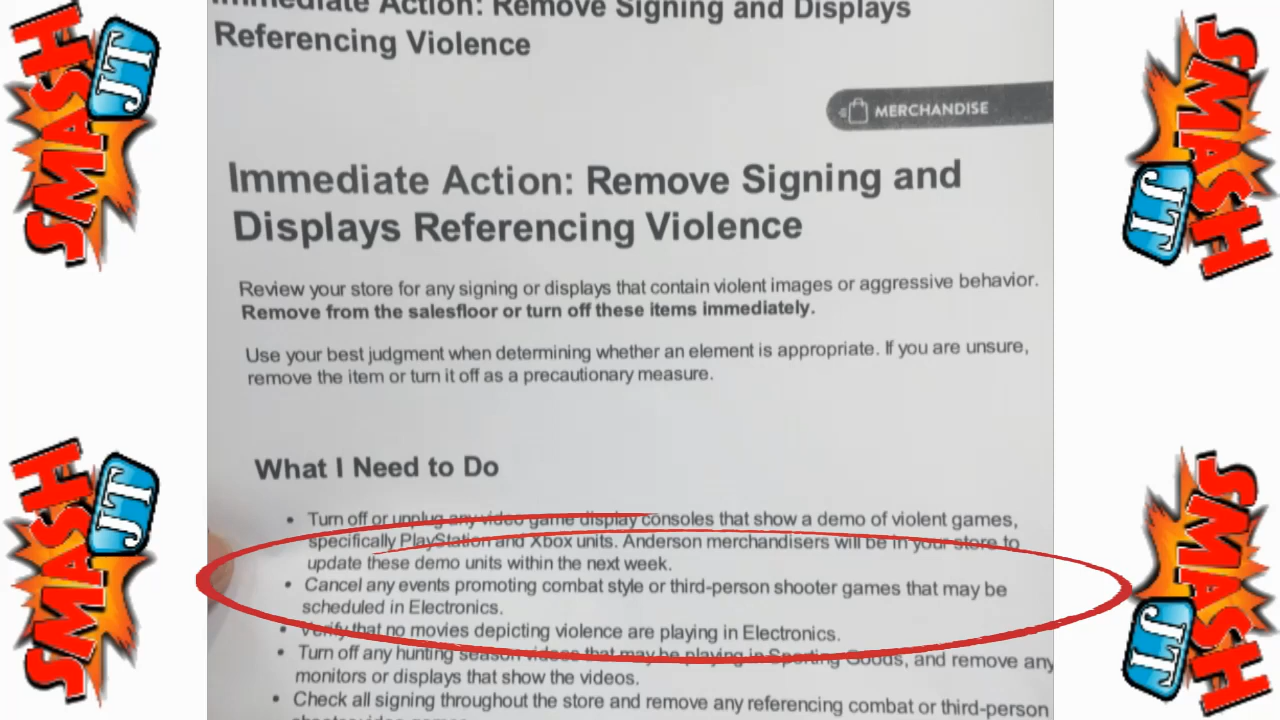 Immediate Action: Remove Signing and Displays
Referencing Violence
MERCHANDISE
Immediate Action: Remove Signing and
Displays Referencing Violence
Review your store for any signing or displays that contain violent images or aggressive behavior.
Remove from the salesfloor or turn off these items immediately.
Use your best judgment when determining whether an element is appropriate. If you are unsure,
remove the item or turn it off as a precautionary measure.
What I Need to Do
• Turn off or unplug any video game display consoles that show a demo of violent games,
specifically PlayStation and Xbox units. Anderson merchandisers will be in your store to
update these demo units within the next week.
• Cancel any events promoting combat style or third-person shooter games that may be
scheduled in Electronics.
• Verify that no movies depicting violence are playing in Electronics.
• Turn off any hunting season videos that may be playing in Sporting Goods, and remove any
monitors or displays that show the videos.
• Check all signing throughout the store and remove any referencing combat or third-person
shooter video games.
SMASH JT
SMASH JT
SMASH JT
SMASH JT